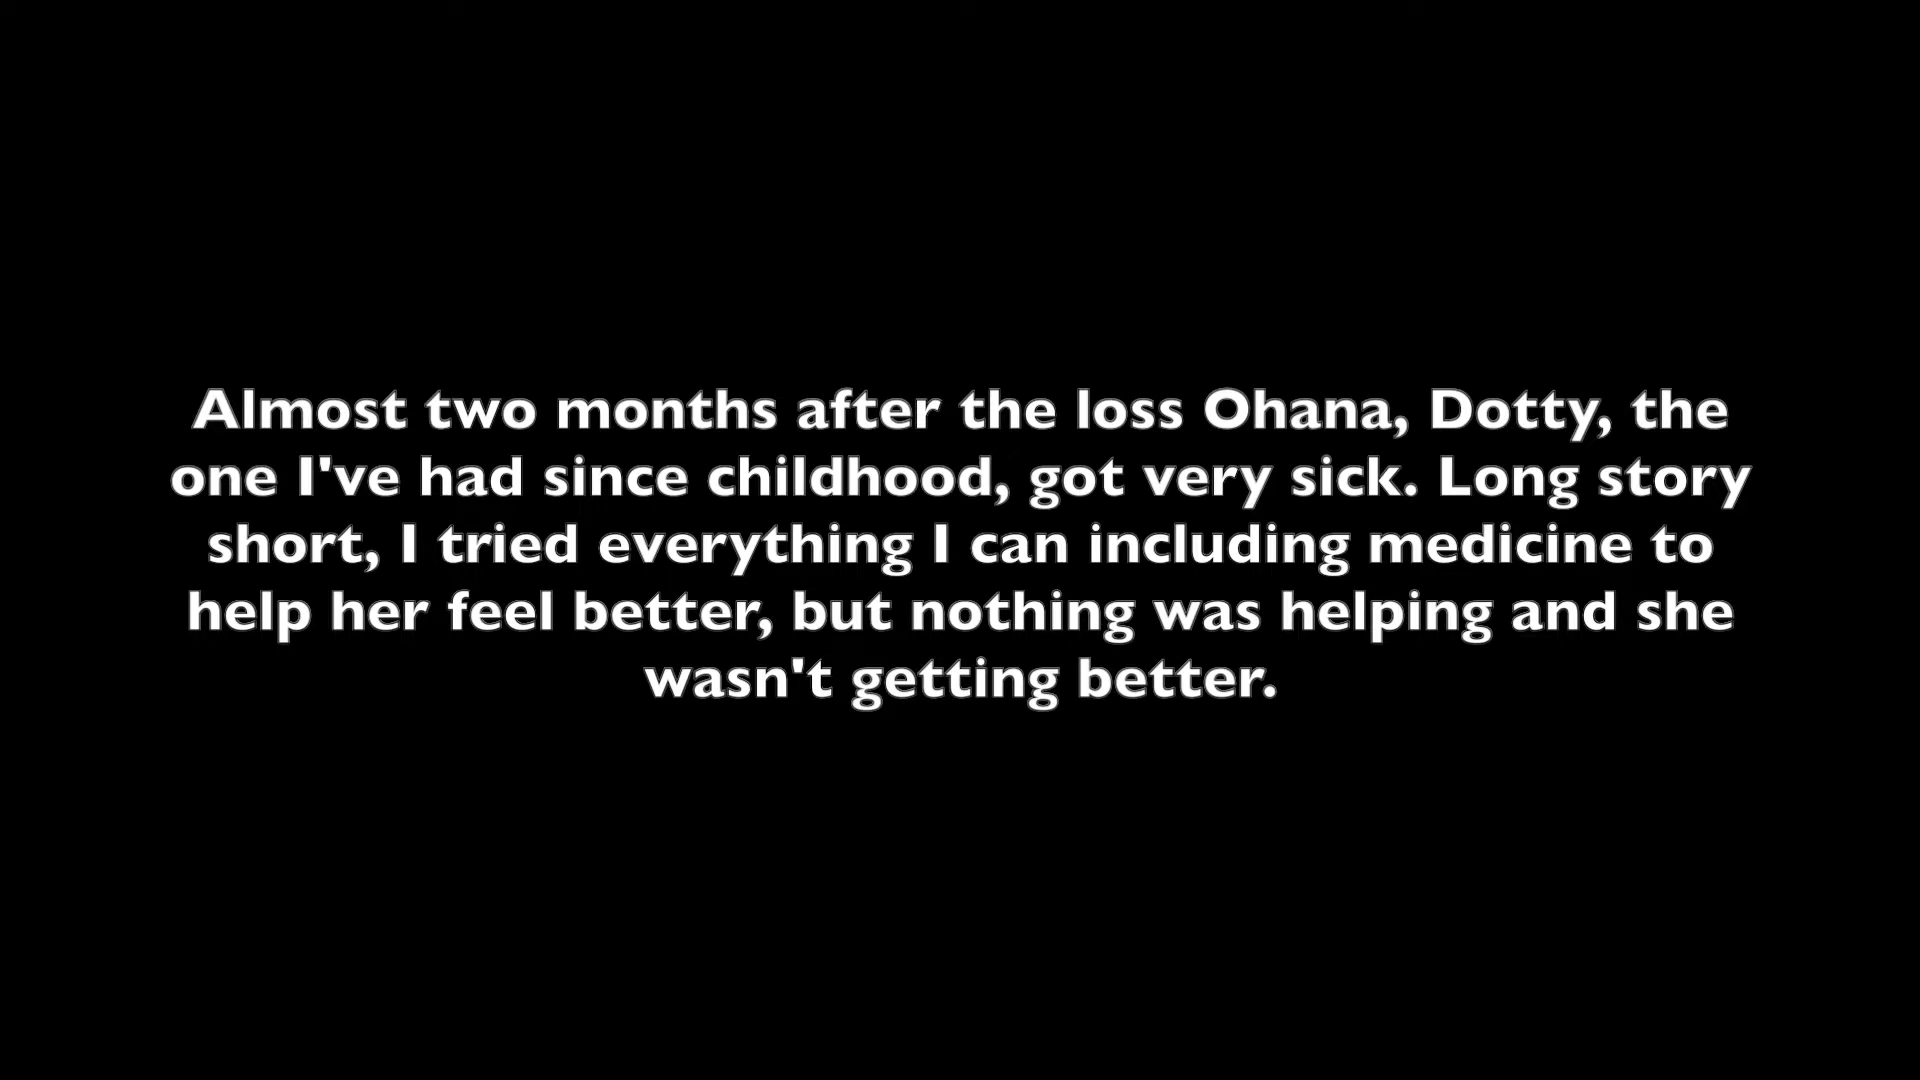 Almost two months after the loss Ohana, Dotty, the
one I've had since childhood, got very sick. Long story
short, I tried everything I can including medicine to
help her feel better, but nothing was helping and she
wasn't getting better.